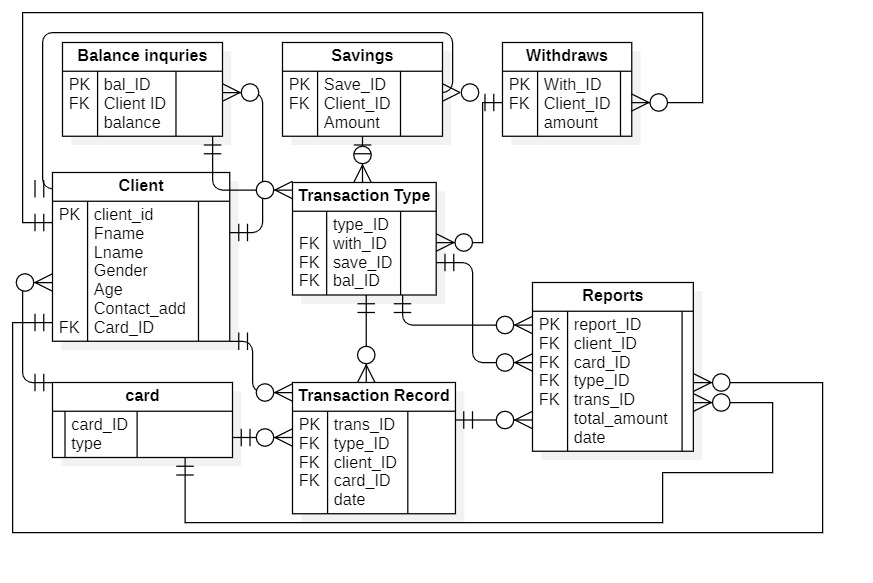 Balance inquries
PK bal_ID
FK Client ID
balance
Savings
PK Save_ID
FK Client_ID
Amount
Withdraws
PK With_ID
FK Client_ID
amount
Client
PK client_id
Fname
Lname
Gender
Age
Contact_add
FK Card_ID
Transaction Type
type_ID
FK with_ID
FK save_ID
FK bal_ID
Reports
PK report_ID
FK client_ID
FK card_ID
FK type_ID
FK trans_ID
total_amount
date
card
card_ID
type
Transaction Record
PK trans_ID
FK type_ID
FK client_ID
FK card_ID
date